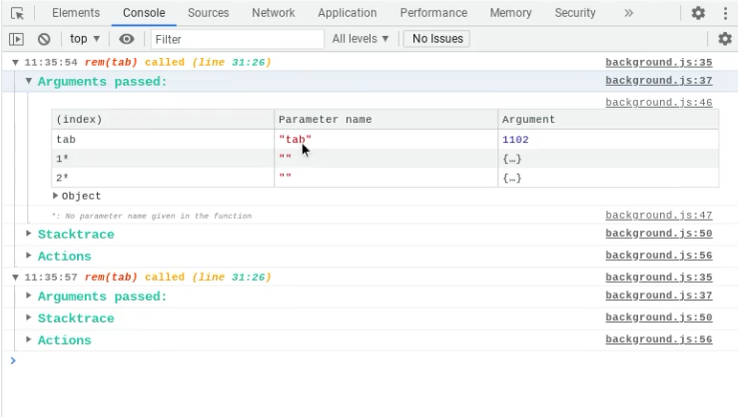 Elements Console Sources Network Application Performance Memory Security »
top ▾ Filter All levels ▾ No Issues
▼ 11:35:54 rem(tab) called (line 31:26) background.js:35
▼ Arguments passed: background.js:37
background.js:46
(index) Parameter name Argument
tab "tab" 1102
1* "" {…}
2* "" {…}
▶ Object
*: No parameter name given in the function background.js:47
▶ Stacktrace background.js:50
▶ Actions background.js:56
▼ 11:35:57 rem(tab) called (line 31:26) background.js:35
▶ Arguments passed: background.js:37
▶ Stacktrace background.js:50
▶ Actions background.js:56